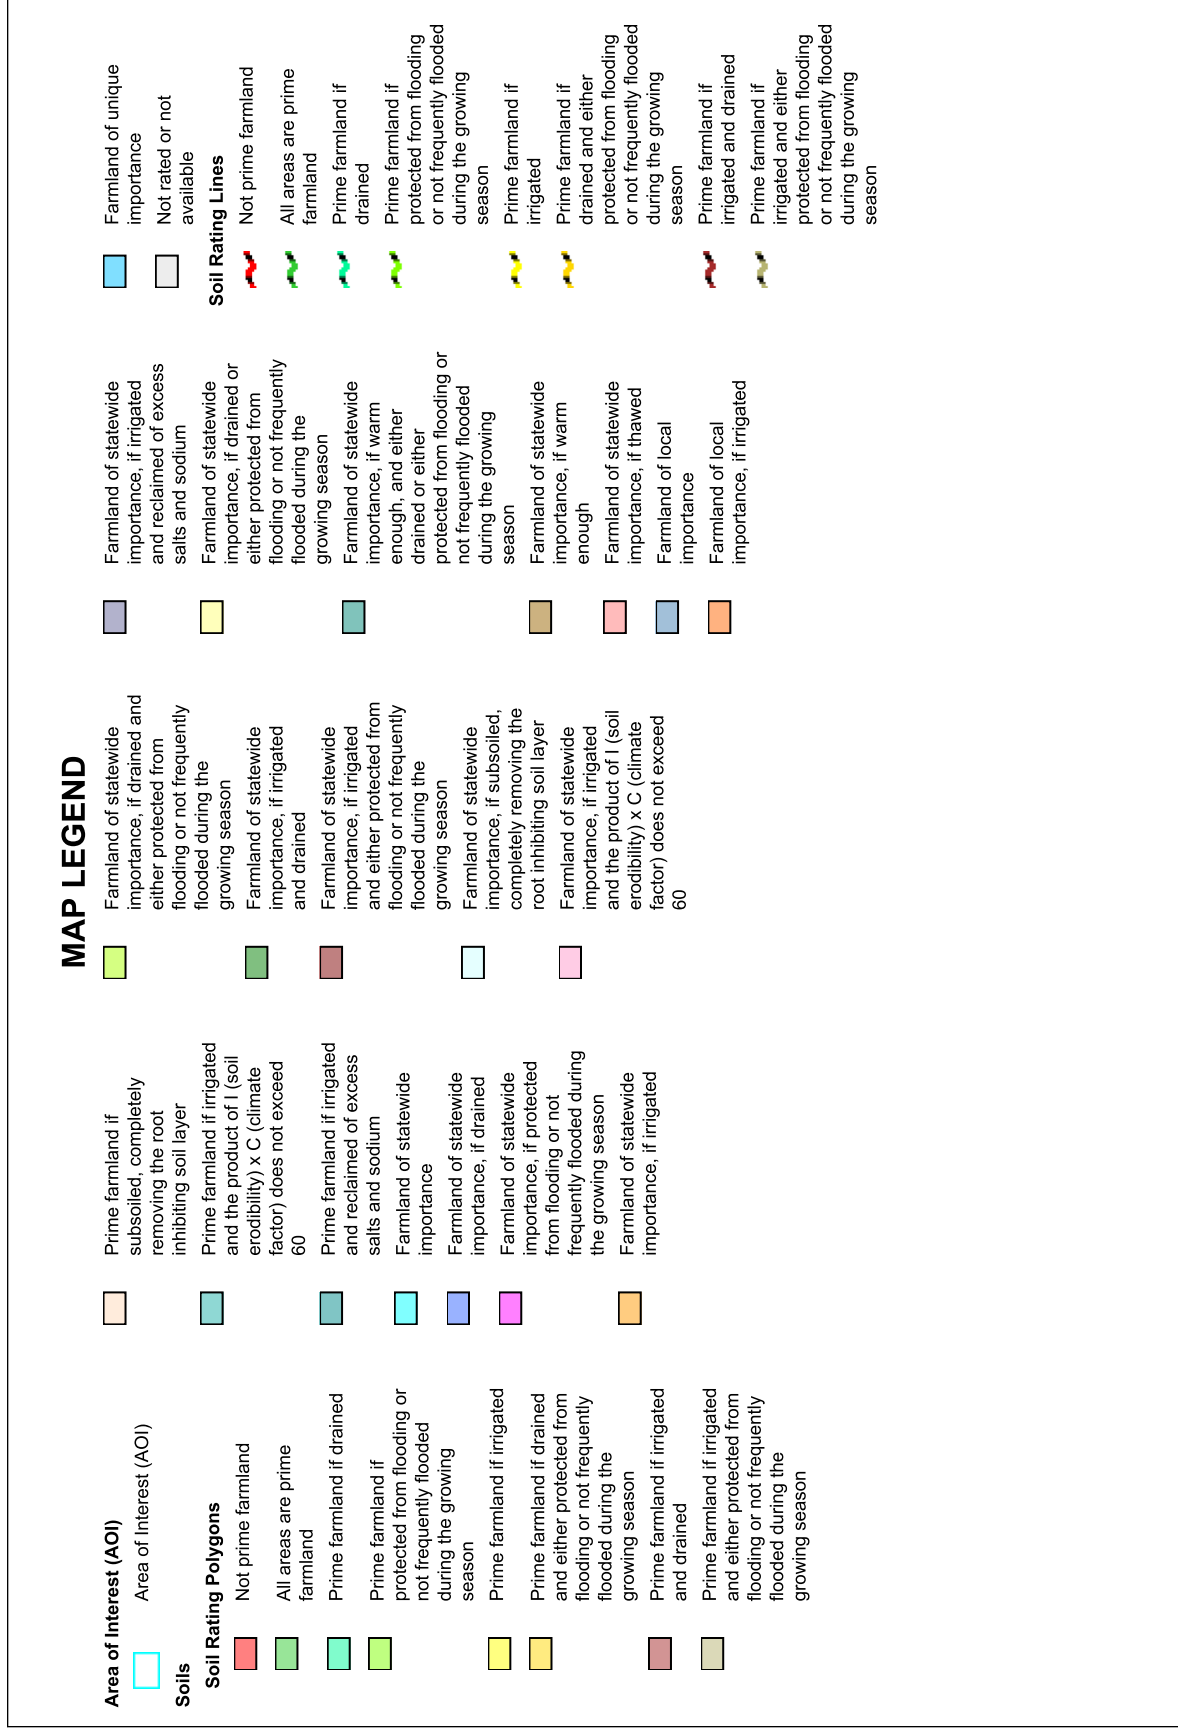 MAP LEGEND
Area of Interest (AOI)
Area of Interest (AOI)
Soils
Soil Rating Polygons
Not prime farmland
All areas are prime
farmland
Prime farmland if drained
Prime farmland if
protected from flooding or
not frequently flooded
during the growing
season
Prime farmland if irrigated
Prime farmland if drained
and either protected from
flooding or not frequently
flooded during the
growing season
Prime farmland if irrigated
and drained
Prime farmland if irrigated
and either protected from
flooding or not frequently
flooded during the
growing season
Prime farmland if
subsoiled, completely
removing the root
inhibiting soil layer
Prime farmland if irrigated
and the product of I (soil
erodibility) x C (climate
factor) does not exceed
60
Prime farmland if irrigated
and reclaimed of excess
salts and sodium
Farmland of statewide
importance
Farmland of statewide
importance, if drained
Farmland of statewide
importance, if protected
from flooding or not
frequently flooded during
the growing season
Farmland of statewide
importance, if irrigated
Farmland of statewide
importance, if drained and
either protected from
flooding or not frequently
flooded during the
growing season
Farmland of statewide
importance, if irrigated
and drained
Farmland of statewide
importance, if irrigated
and either protected from
flooding or not frequently
flooded during the
growing season
Farmland of statewide
importance, if subsoiled,
completely removing the
root inhibiting soil layer
Farmland of statewide
importance, if irrigated
and the product of I (soil
erodibility) x C (climate
factor) does not exceed
60
Farmland of statewide
importance, if irrigated
and reclaimed of excess
salts and sodium
Farmland of statewide
importance, if drained or
either protected from
flooding or not frequently
flooded during the
growing season
Farmland of statewide
importance, if warm
enough, and either
drained or either
protected from flooding or
not frequently flooded
during the growing
season
Farmland of statewide
importance, if warm
enough
Farmland of statewide
importance, if thawed
Farmland of local
importance
Farmland of local
importance, if irrigated
Farmland of unique
importance
Not rated or not
available
Soil Rating Lines
Not prime farmland
All areas are prime
farmland
Prime farmland if
drained
Prime farmland if
protected from flooding
or not frequently flooded
during the growing
season
Prime farmland if
irrigated
Prime farmland if
drained and either
protected from flooding
or not frequently flooded
during the growing
season
Prime farmland if
irrigated and drained
Prime farmland if
irrigated and either
protected from flooding
or not frequently flooded
during the growing
season